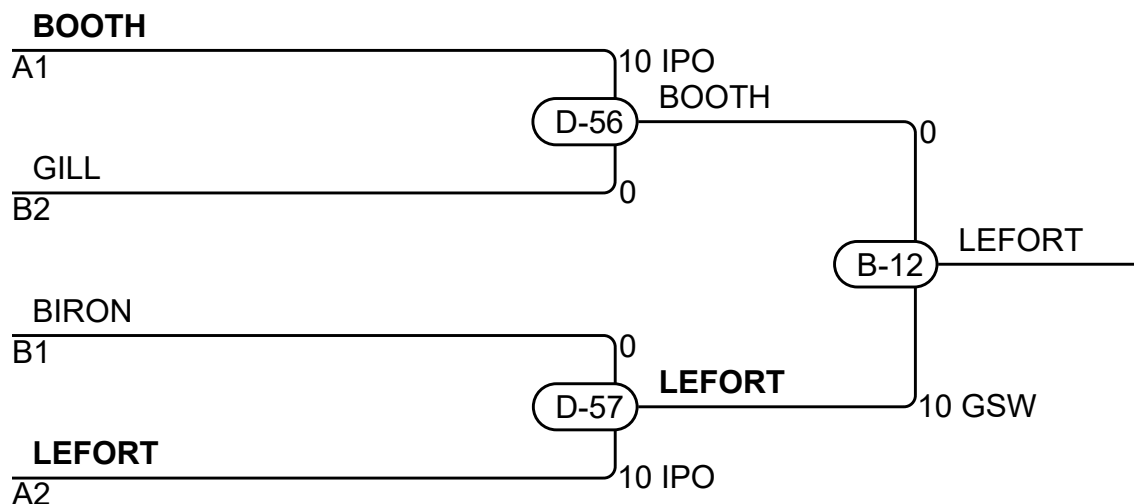 BOOTH
A1
10 IPO
D-56
BOOTH
0
GILL
B2
0
B-12
LEFORT
BIRON
B1
0
D-57
LEFORT
10 GSW
LEFORT
A2
10 IPO